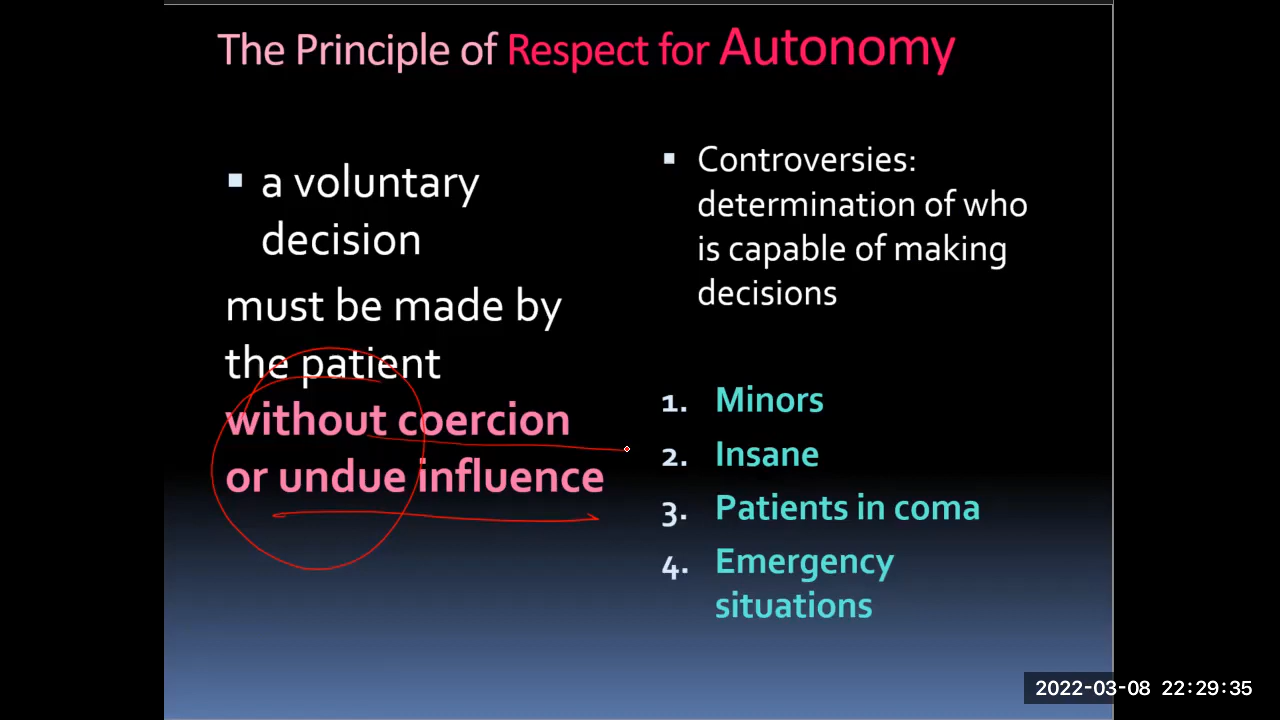 The Principle of Respect for Autonomy
▪ a voluntary
decision
must be made by
the patient
without coercion
or undue influence
▪ Controversies:
determination of who
is capable of making
decisions
1. Minors
2. Insane
3. Patients in coma
4. Emergency
situations
2022-03-08 22:29:35